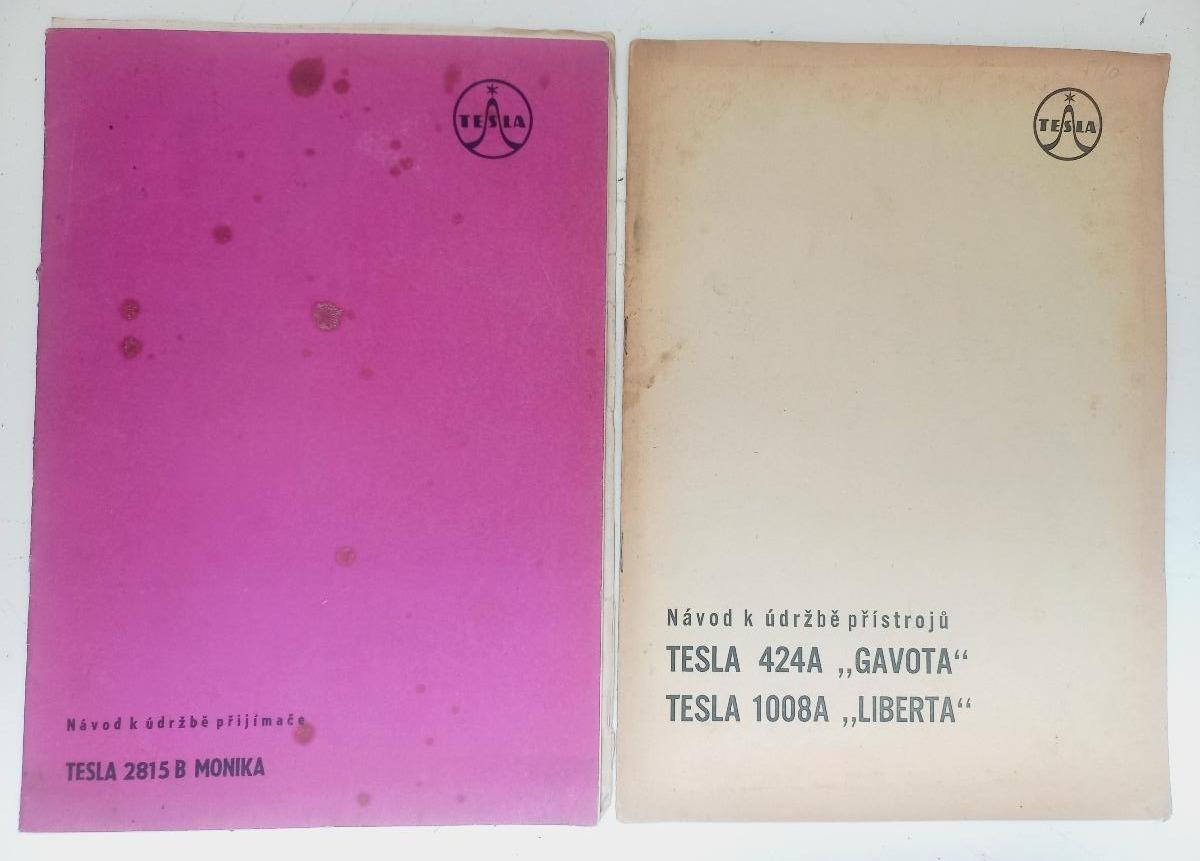 TESLA
Návod k údržbě přijímače
TESLA 2815 B MONIKA
TESLA
Návod k údržbě přístrojů
TESLA 424A „GAVOTA“
TESLA 1008A „LIBERTA“